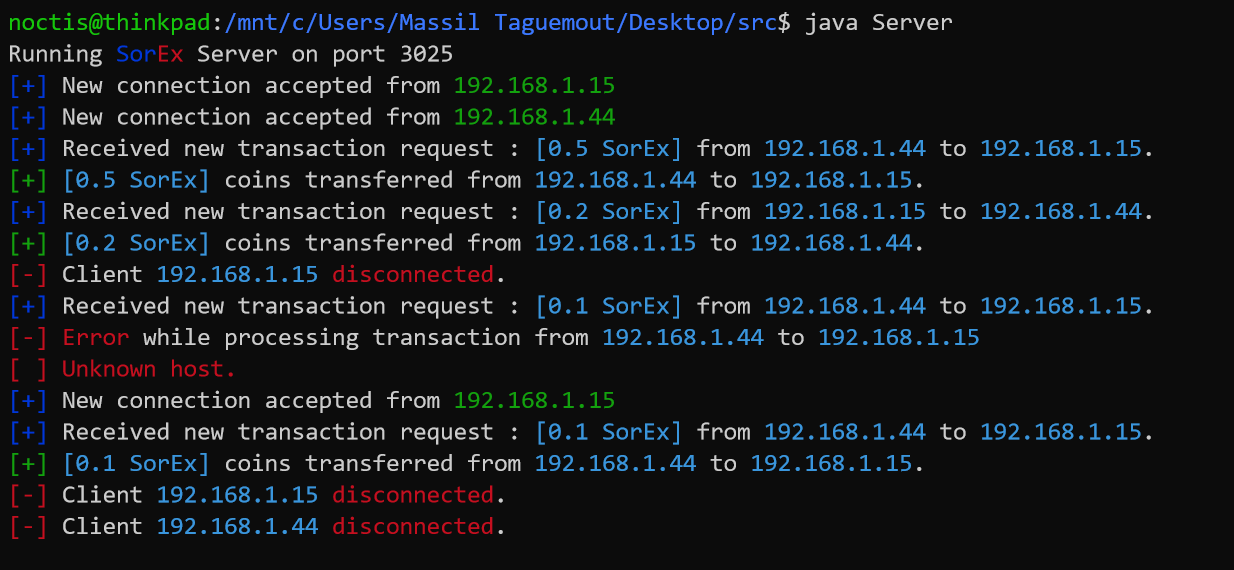 noctis@thinkpad:/mnt/c/Users/Massil Taguemout/Desktop/src$ java Server
Running SorEx Server on port 3025
[+] New connection accepted from 192.168.1.15
[+] New connection accepted from 192.168.1.44
[+] Received new transaction request : [0.5 SorEx] from 192.168.1.44 to 192.168.1.15.
[+] [0.5 SorEx] coins transferred from 192.168.1.44 to 192.168.1.15.
[+] Received new transaction request : [0.2 SorEx] from 192.168.1.15 to 192.168.1.44.
[+] [0.2 SorEx] coins transferred from 192.168.1.15 to 192.168.1.44.
[-] Client 192.168.1.15 disconnected.
[+] Received new transaction request : [0.1 SorEx] from 192.168.1.44 to 192.168.1.15.
[-] Error while processing transaction from 192.168.1.44 to 192.168.1.15
[ ] Unknown host.
[+] New connection accepted from 192.168.1.15
[+] Received new transaction request : [0.1 SorEx] from 192.168.1.44 to 192.168.1.15.
[+] [0.1 SorEx] coins transferred from 192.168.1.44 to 192.168.1.15.
[-] Client 192.168.1.15 disconnected.
[-] Client 192.168.1.44 disconnected.